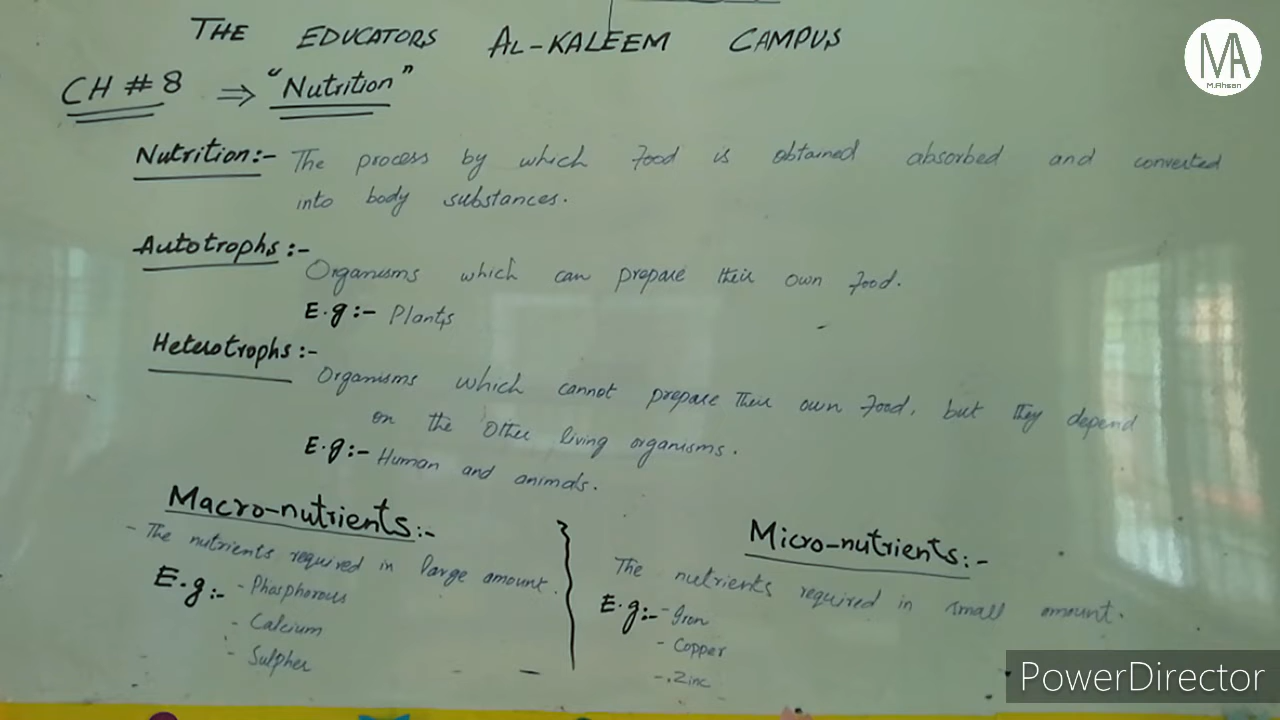 THE EDUCATORS AL-KALEEM CAMPUS
MA
M.Ahsan
CH # 8 ⇒ "Nutrition"
Nutrition:- The process by which food is obtained absorbed and converted
into body substances.
Autotrophs:-
Organisms which can prepare their own food.
E.g:- Plants
Heterotrophs:-
Organisms which cannot prepare their own food, but they depend
on the other living organisms.
E.g:- Human and animals.
Macro-nutrients:-
- The nutrients required in large amount.
E.g:- - Phosphorous
- Calcium
- Sulpher
Micro-nutrients:-
The nutrients required in small amount.
E.g:- - Iron
- Copper
- Zinc
PowerDirector